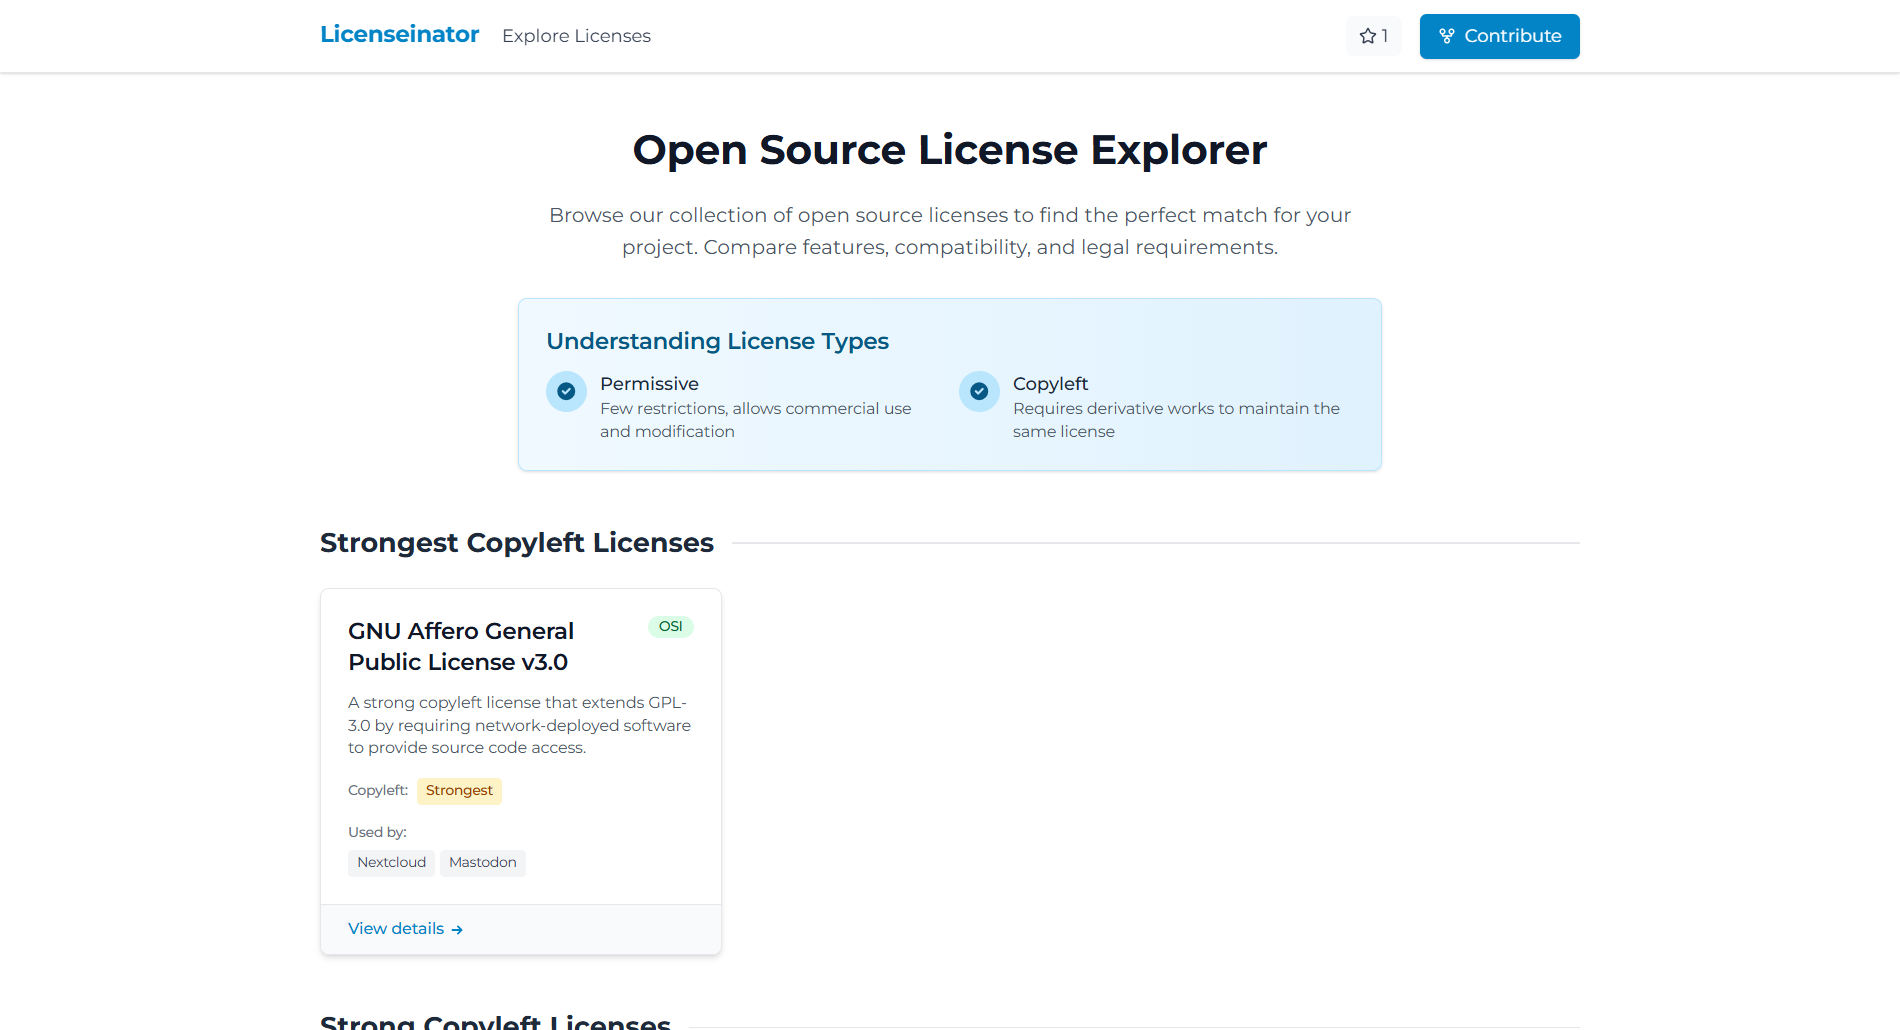 Licenseinator
Explore Licenses
1
Contribute
Open Source License Explorer
Browse our collection of open source licenses to find the perfect match for your
project. Compare features, compatibility, and legal requirements.
Understanding License Types
Permissive
Few restrictions, allows commercial use
and modification
Copyleft
Requires derivative works to maintain the
same license
Strongest Copyleft Licenses
GNU Affero General
Public License v3.0
OSI
A strong copyleft license that extends GPL-
3.0 by requiring network-deployed software
to provide source code access.
Copyleft: Strongest
Used by:
Nextcloud Mastodon
View details →
Strong Copyleft Licenses